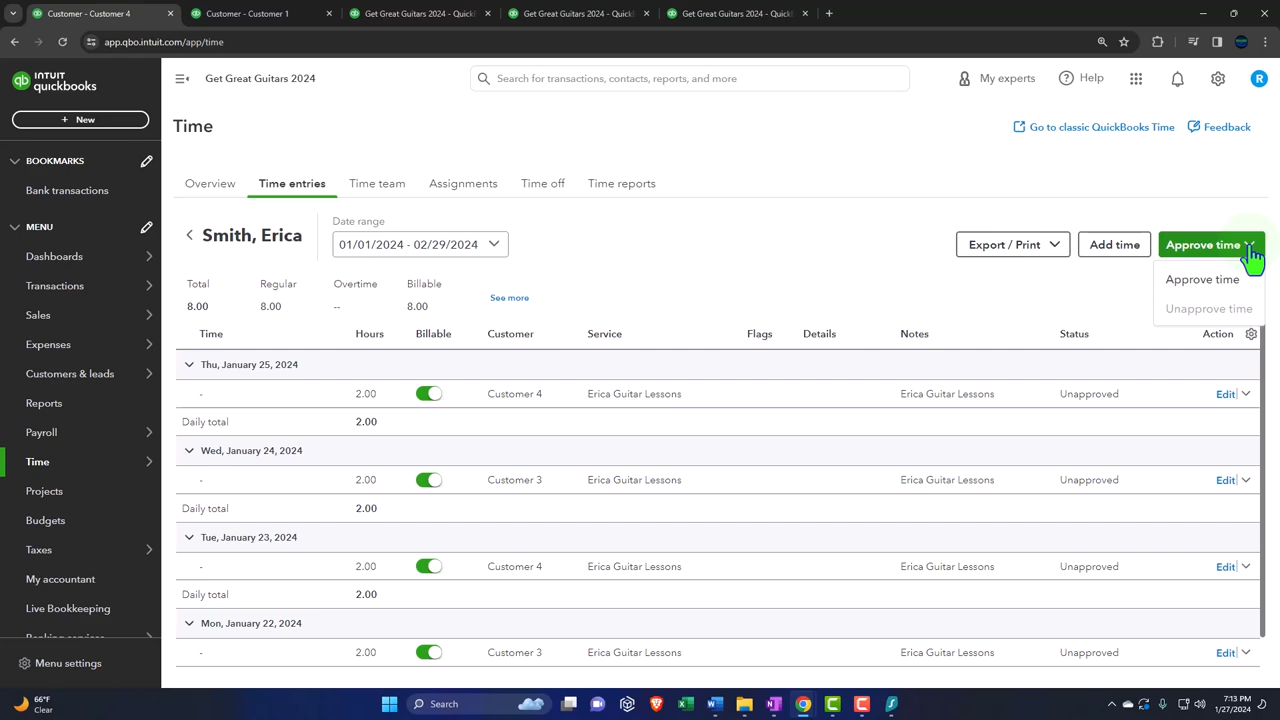 Customer - Customer 4
Customer - Customer 1
Get Great Guitars 2024 - QuickB
Get Great Guitars 2024 - QuickB
Get Great Guitars 2024 - QuickB
app.qbo.intuit.com/app/time
INTUIT
quickbooks
Get Great Guitars 2024
Search for transactions, contacts, reports, and more
My experts
Help
R
+ New
Time
Go to classic QuickBooks Time
Feedback
BOOKMARKS
Bank transactions
MENU
Dashboards
Transactions
Sales
Expenses
Customers & leads
Reports
Payroll
Time
Projects
Budgets
Taxes
My accountant
Live Bookkeeping
Banking services
Menu settings
Overview Time entries Time team Assignments Time off Time reports
Smith, Erica
Date range
01/01/2024 - 02/29/2024
Export / Print
Add time
Approve time
Approve time
Unapprove time
Total Regular Overtime Billable
8.00 8.00 -- 8.00
See more
Time Hours Billable Customer Service Flags Details Notes Status Action
Thu, January 25, 2024
- 2.00 Customer 4 Erica Guitar Lessons Erica Guitar Lessons Unapproved Edit
Daily total 2.00
Wed, January 24, 2024
- 2.00 Customer 3 Erica Guitar Lessons Erica Guitar Lessons Unapproved Edit
Daily total 2.00
Tue, January 23, 2024
- 2.00 Customer 4 Erica Guitar Lessons Erica Guitar Lessons Unapproved Edit
Daily total 2.00
Mon, January 22, 2024
- 2.00 Customer 3 Erica Guitar Lessons Erica Guitar Lessons Unapproved Edit
66°F
Clear
Search
7:13 PM
1/27/2024